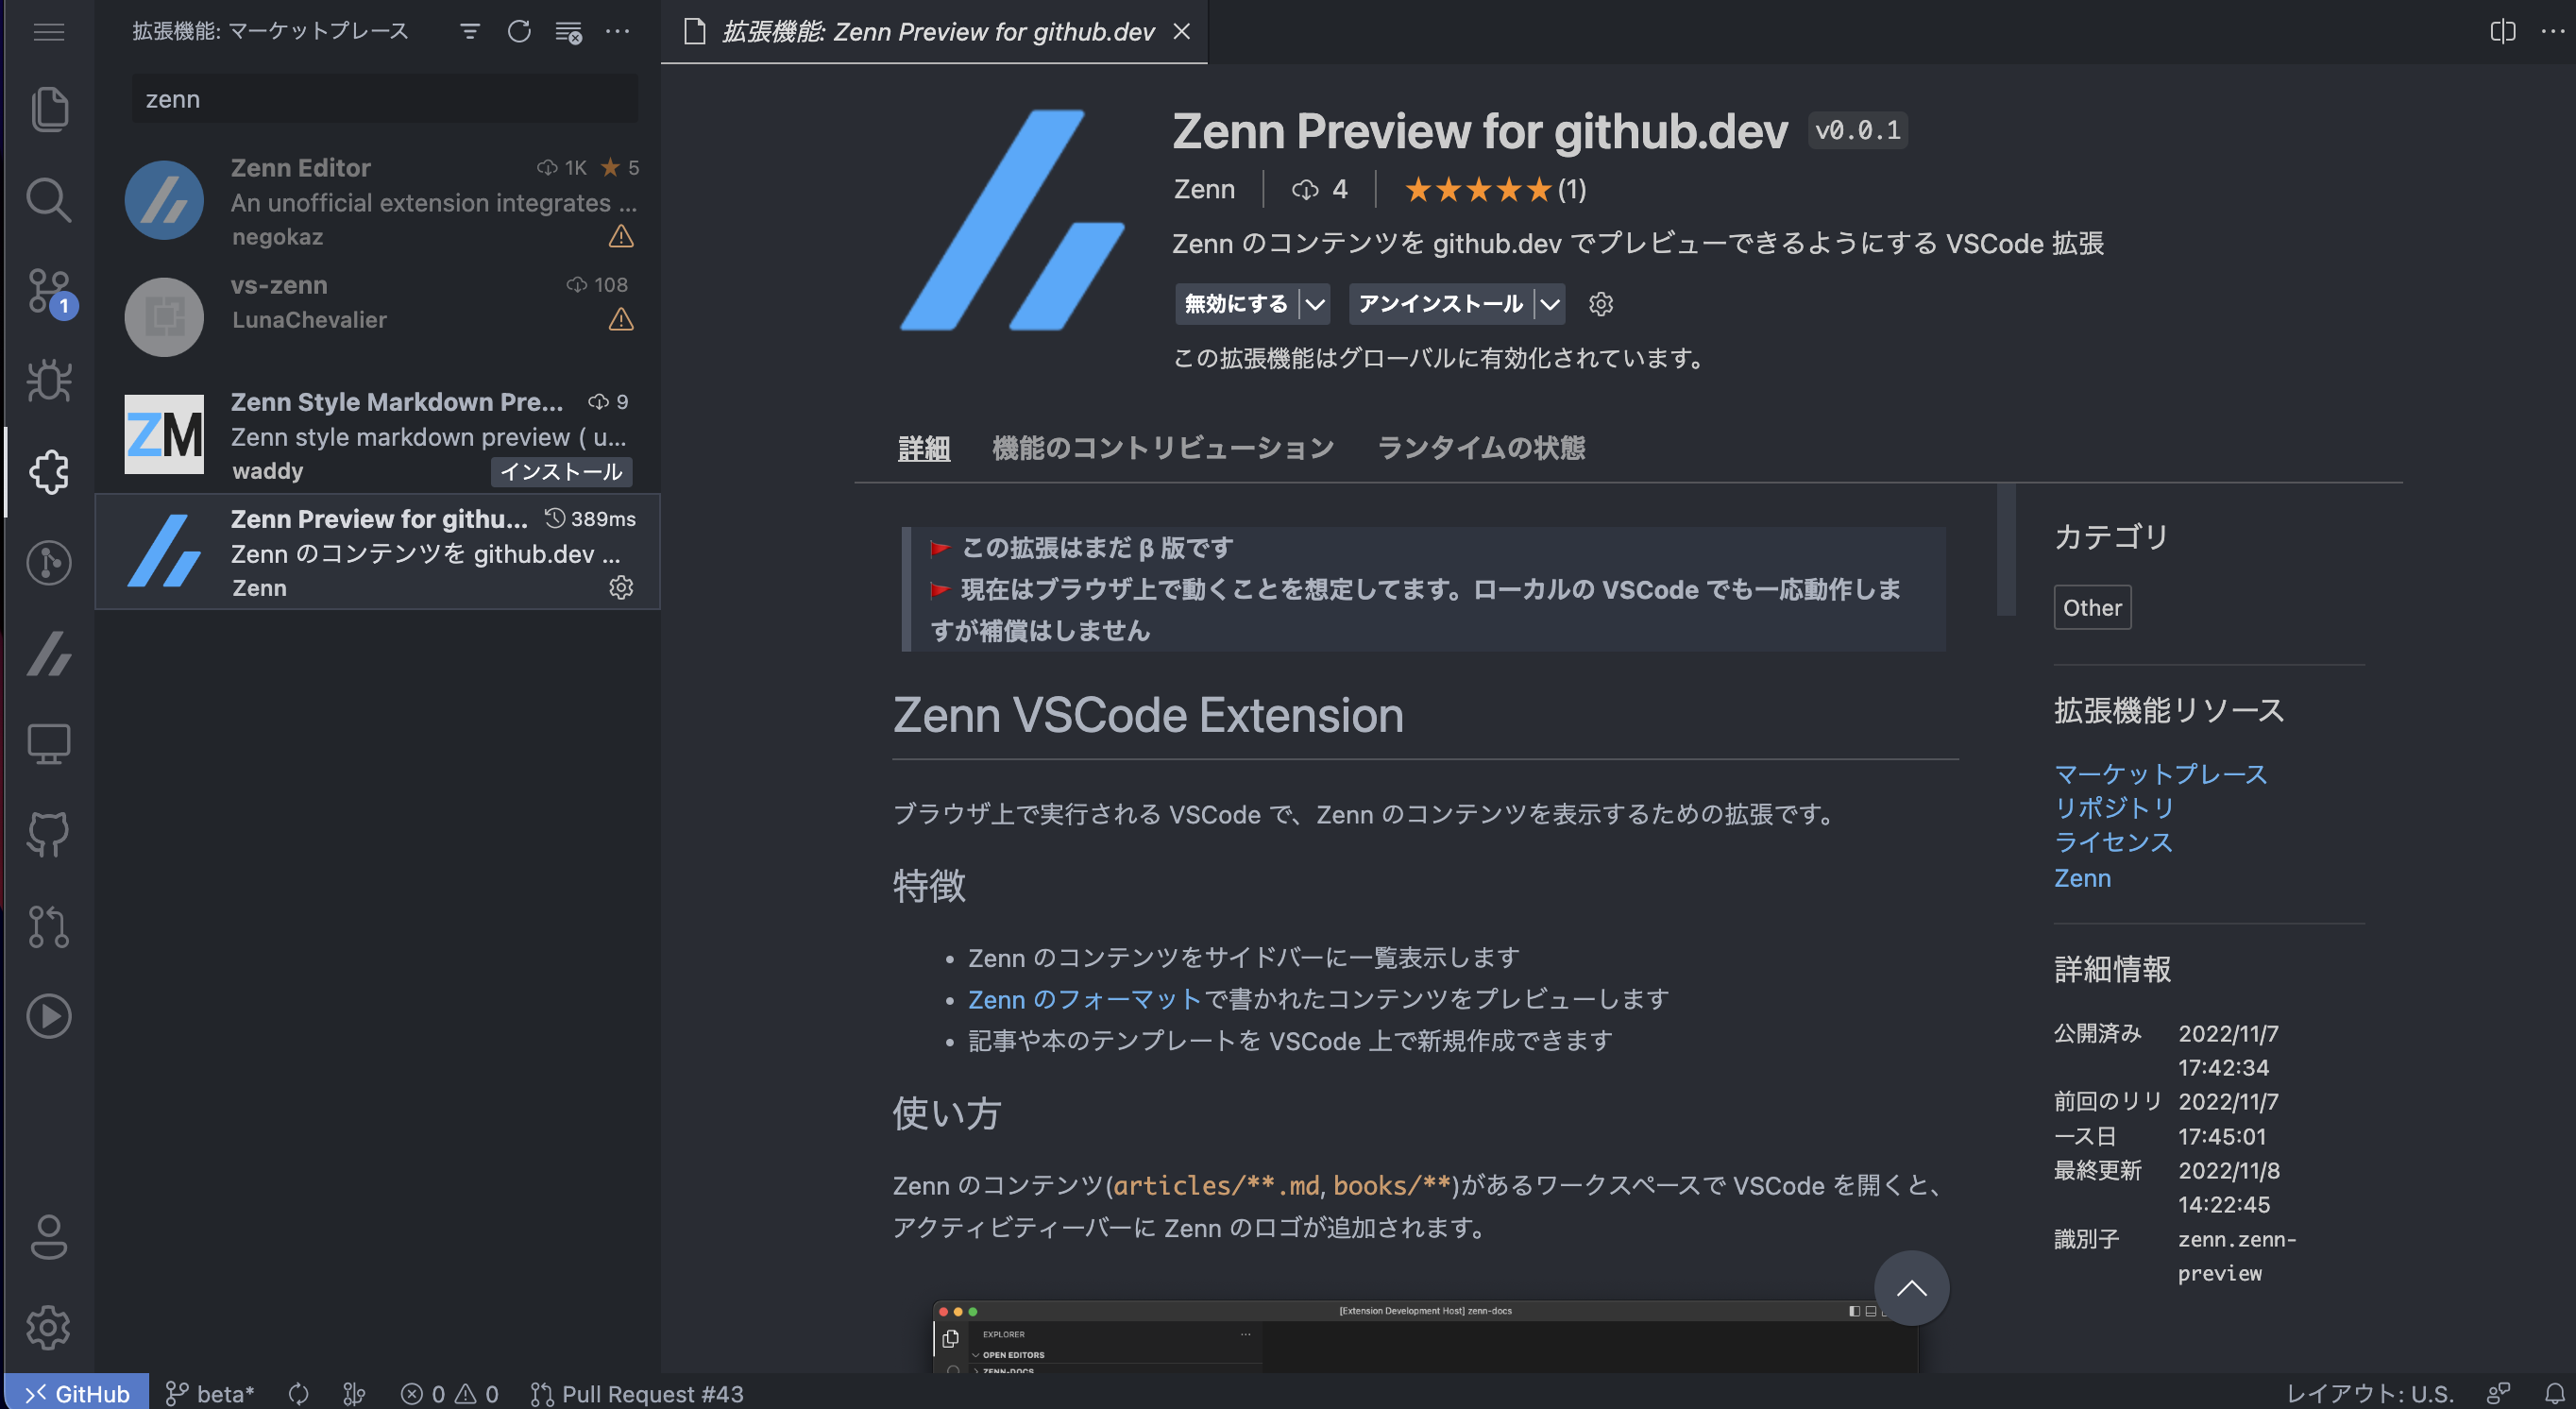 拡張機能: マーケットプレース
zenn
Zenn Editor
1K
5
An unofficial extension integrates ...
negokaz
vs-zenn
108
LunaChevalier
ZM
Zenn Style Markdown Pre...
9
Zenn style markdown preview ( u...
waddy
インストール
Zenn Preview for githu...
389ms
Zenn のコンテンツを github.dev ...
Zenn
1
拡張機能: Zenn Preview for github.dev
Zenn Preview for github.dev
v0.0.1
Zenn
4
(1)
Zenn のコンテンツを github.dev でプレビューできるようにする VSCode 拡張
無効にする
アンインストール
この拡張機能はグローバルに有効化されています。
詳細
機能のコントリビューション
ランタイムの状態
この拡張はまだ β 版です
現在はブラウザ上で動くことを想定してます。ローカルの VSCode でも一応動作しま
すが補償はしません
Zenn VSCode Extension
ブラウザ上で実行される VSCode で、Zenn のコンテンツを表示するための拡張です。
特徴
• Zenn のコンテンツをサイドバーに一覧表示します
• Zenn のフォーマットで書かれたコンテンツをプレビューします
• 記事や本のテンプレートを VSCode 上で新規作成できます
使い方
Zenn のコンテンツ(articles/**.md, books/**)があるワークスペースで VSCode を開くと、
アクティビティーバーに Zenn のロゴが追加されます。
[Extension Development Host] zenn-docs
EXPLORER
OPEN EDITORS
ZENN-DOCS
カテゴリ
Other
拡張機能リソース
マーケットプレース
リポジトリ
ライセンス
Zenn
詳細情報
公開済み 2022/11/7
17:42:34
前回のリリ 2022/11/7
ース日 17:45:01
最終更新 2022/11/8
14:22:45
識別子 zenn.zenn-
preview
GitHub
beta*
0
0
Pull Request #43
レイアウト: U.S.